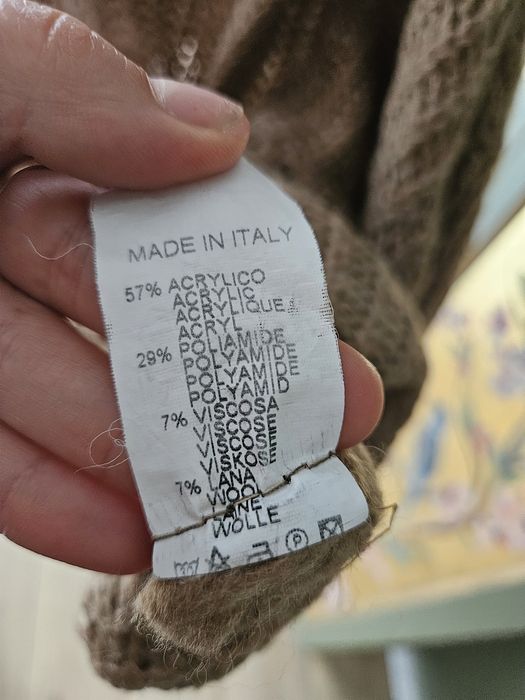 MADE IN ITALY
57% ACRYLICO
ACRYLIC
ACRYLIQUE
ACRYL
29% POLIAMIDE
POLYAMIDE
POLYAMIDE
POLYAMID
7% VISCOSA
VISCOSE
VISCOSE
VISKOSE
7% LANA
WOOL
LAINE
WOLLE
P